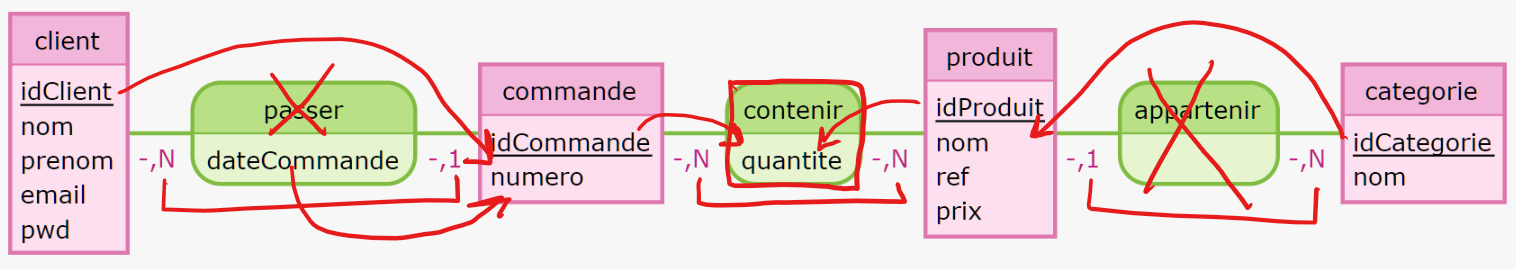 client
idClient
nom
prenom
email
pwd
-,N
passer
dateCommande
-,1
commande
idCommande
numero
-,N
contenir
quantite
-,N
produit
idProduit
nom
ref
prix
-,1
appartenir
-,N
categorie
idCategorie
nom